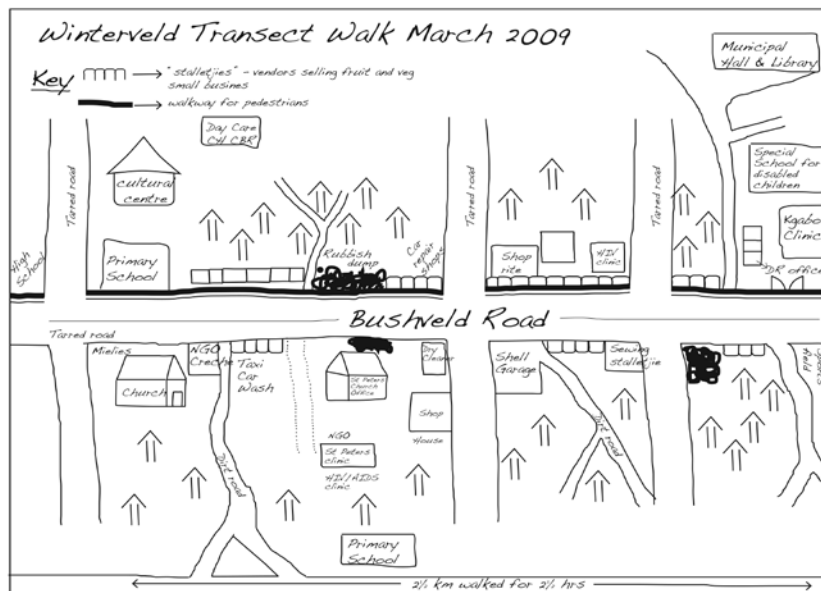 Winterveld Transect Walk March 2009
Key
"stalletjies" - vendors selling fruit and veg
small busines
walkway for pedestrians
Municipal
Hall & Library
Day Care
CH CBR
cultural
centre
Tarred road
Tarred road
Tarred road
Special
School for
disabled
children
Kgabo
Clinic
High
School
Primary
School
Rubbish
dump
Car
repair
shops
Shop
rite
HIV
clinic
DR office
Bushveld Road
Tarred road
Mielies
NGO
Creche
Taxi
Car
Wash
Church
St Peters
Church
Office
Dry
Cleaner
Shop
House
Shell
Garage
Sewing
stalletjie
Sports
Field
NGO
St Peters
clinic
HIV/AIDS
clinic
Dirt road
Dirt road
Primary
School
2½ km walked for 2½ hrs